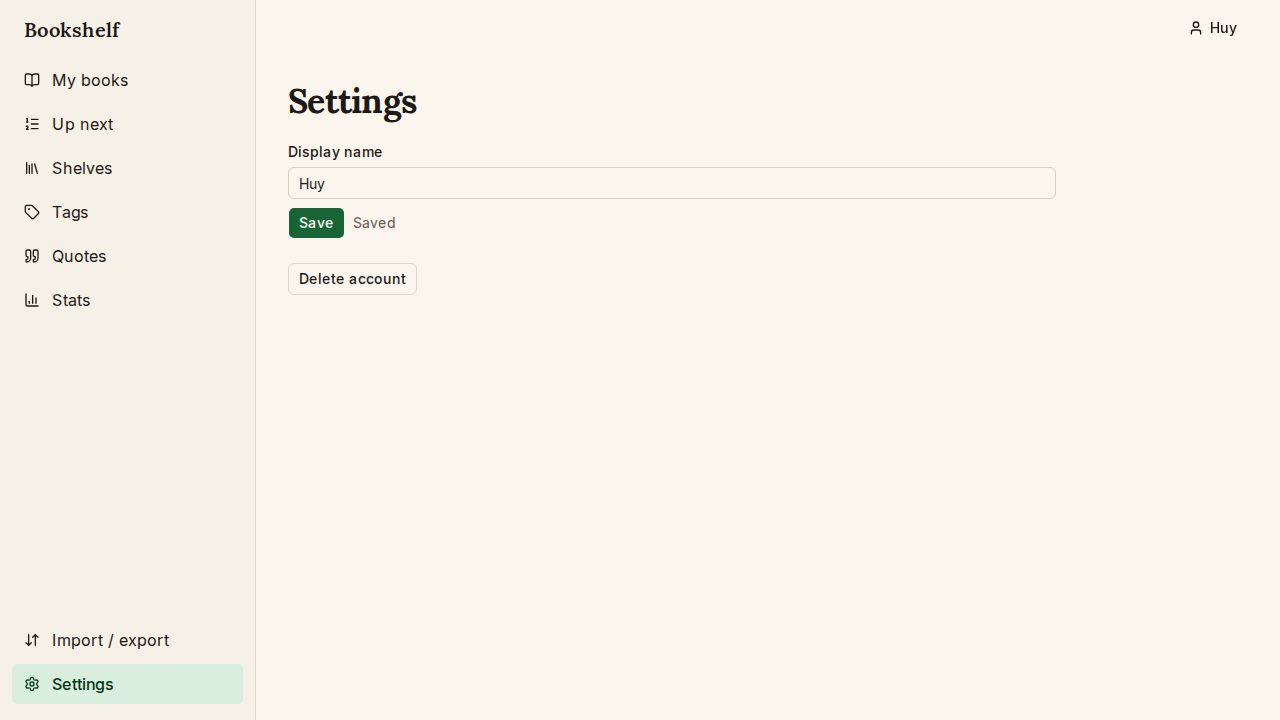 Bookshelf
My books
Up next
Shelves
Tags
Quotes
Stats
Import / export
Settings
Huy
Settings
Display name
Huy
Save Saved
Delete account